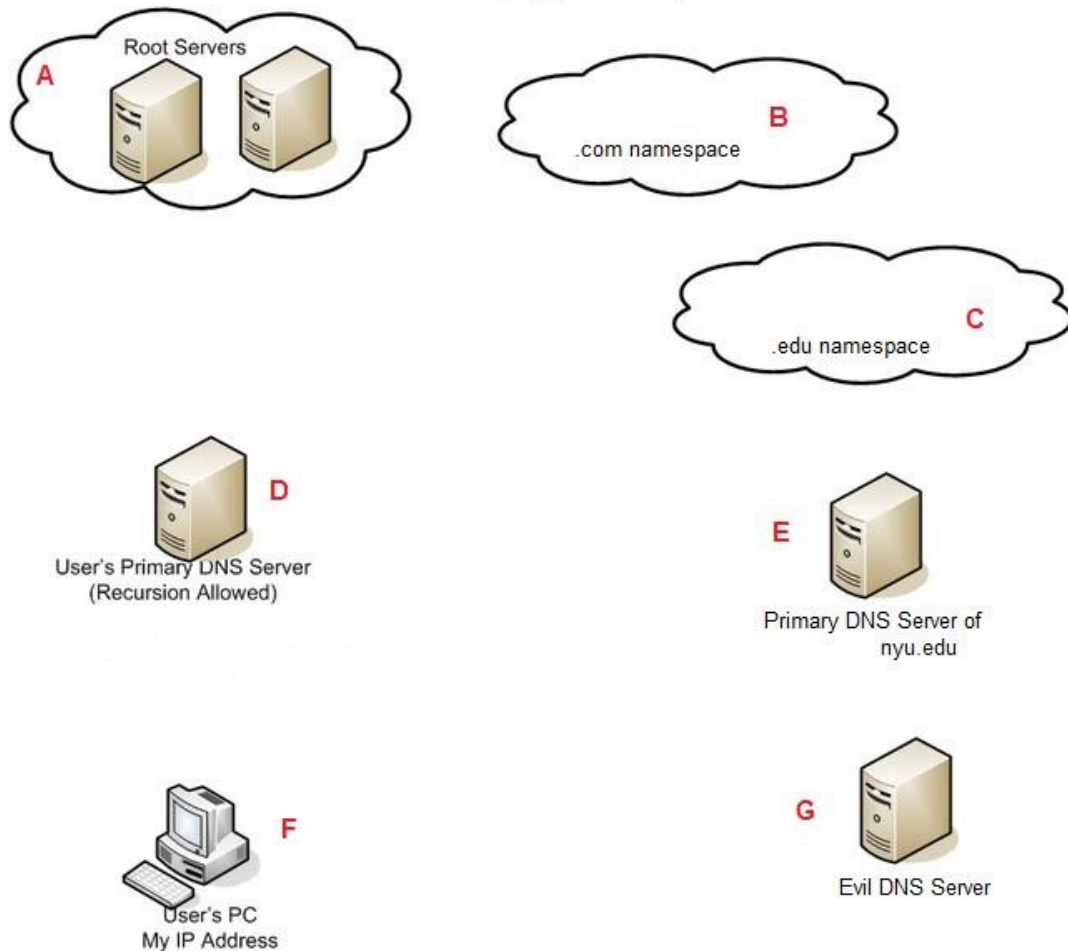 Root Servers
A
B
.com namespace
C
.edu namespace
D
User's Primary DNS Server
(Recursion Allowed)
E
Primary DNS Server of
nyu.edu
F
User's PC
My IP Address
G
Evil DNS Server